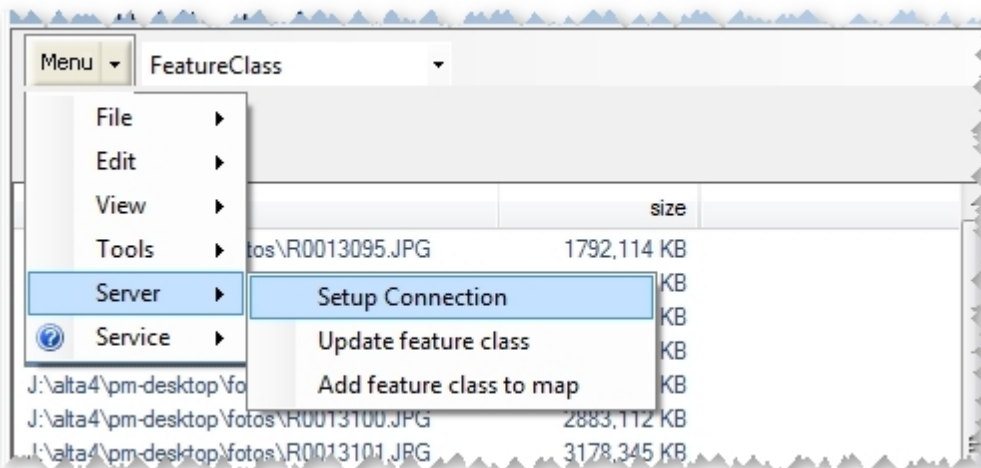 Menu FeatureClass
File
Edit
View
size
Tools
tos\R0013095.JPG 1792,114 KB
Server
Setup Connection
KB
KB
Service
Update feature class
KB
J:\alta4\pm-desktop\fo
Add feature class to map
KB
J:\alta4\pm-desktop\fotos\R0013100.JPG 2883,112 KB
J:\alta4\pm-desktop\fotos\R0013101.JPG 3178,345 KB